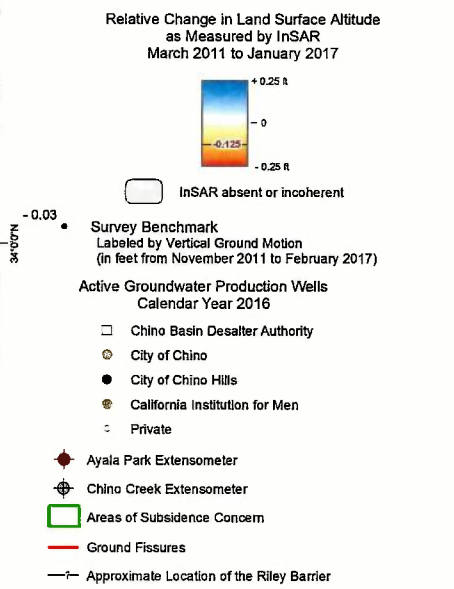 Relative Change in Land Surface Altitude
as Measured by InSAR
March 2011 to January 2017
+ 0.25 ft
- 0
-0.125
- 0.25 ft
InSAR absent or incoherent
- 0.03
34°0'0"N
Survey Benchmark
Labeled by Vertical Ground Motion
(in feet from November 2011 to February 2017)
Active Groundwater Production Wells
Calendar Year 2016
Chino Basin Desalter Authority
City of Chino
City of Chino Hills
California Institution for Men
Private
Ayala Park Extensometer
Chino Creek Extensometer
Areas of Subsidence Concern
Ground Fissures
?
Approximate Location of the Riley Barrier